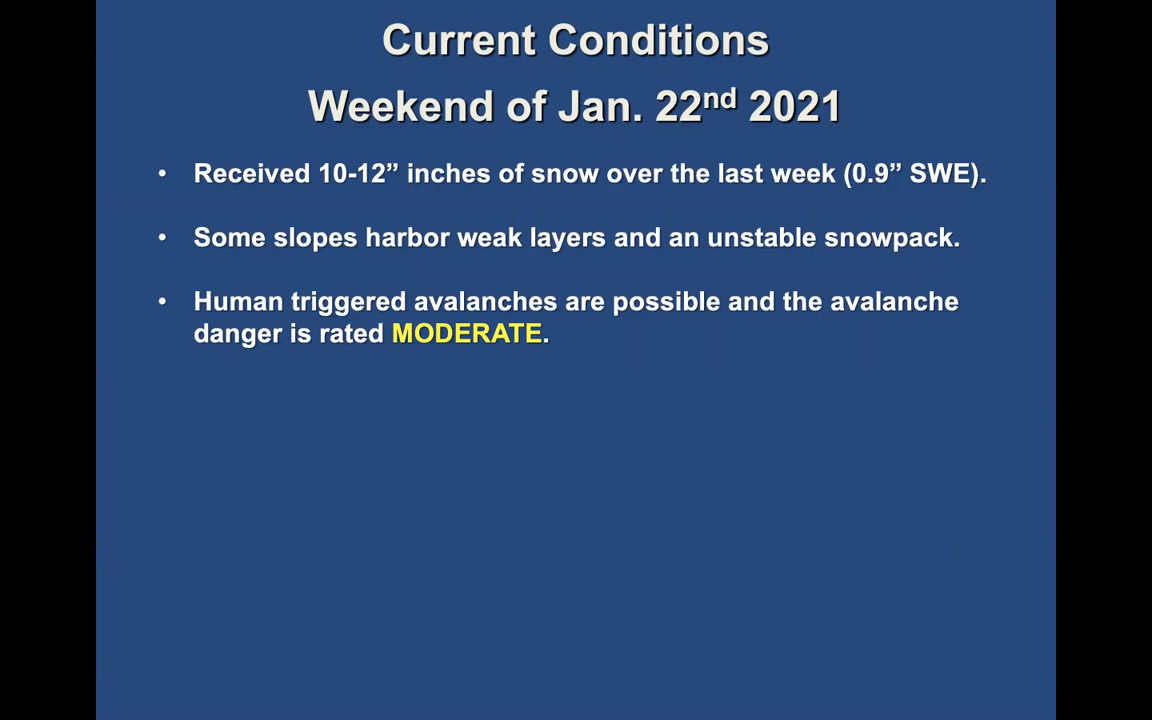 Current Conditions
Weekend of Jan. 22nd 2021
• Received 10-12” inches of snow over the last week (0.9” SWE).
• Some slopes harbor weak layers and an unstable snowpack.
• Human triggered avalanches are possible and the avalanche
danger is rated MODERATE.